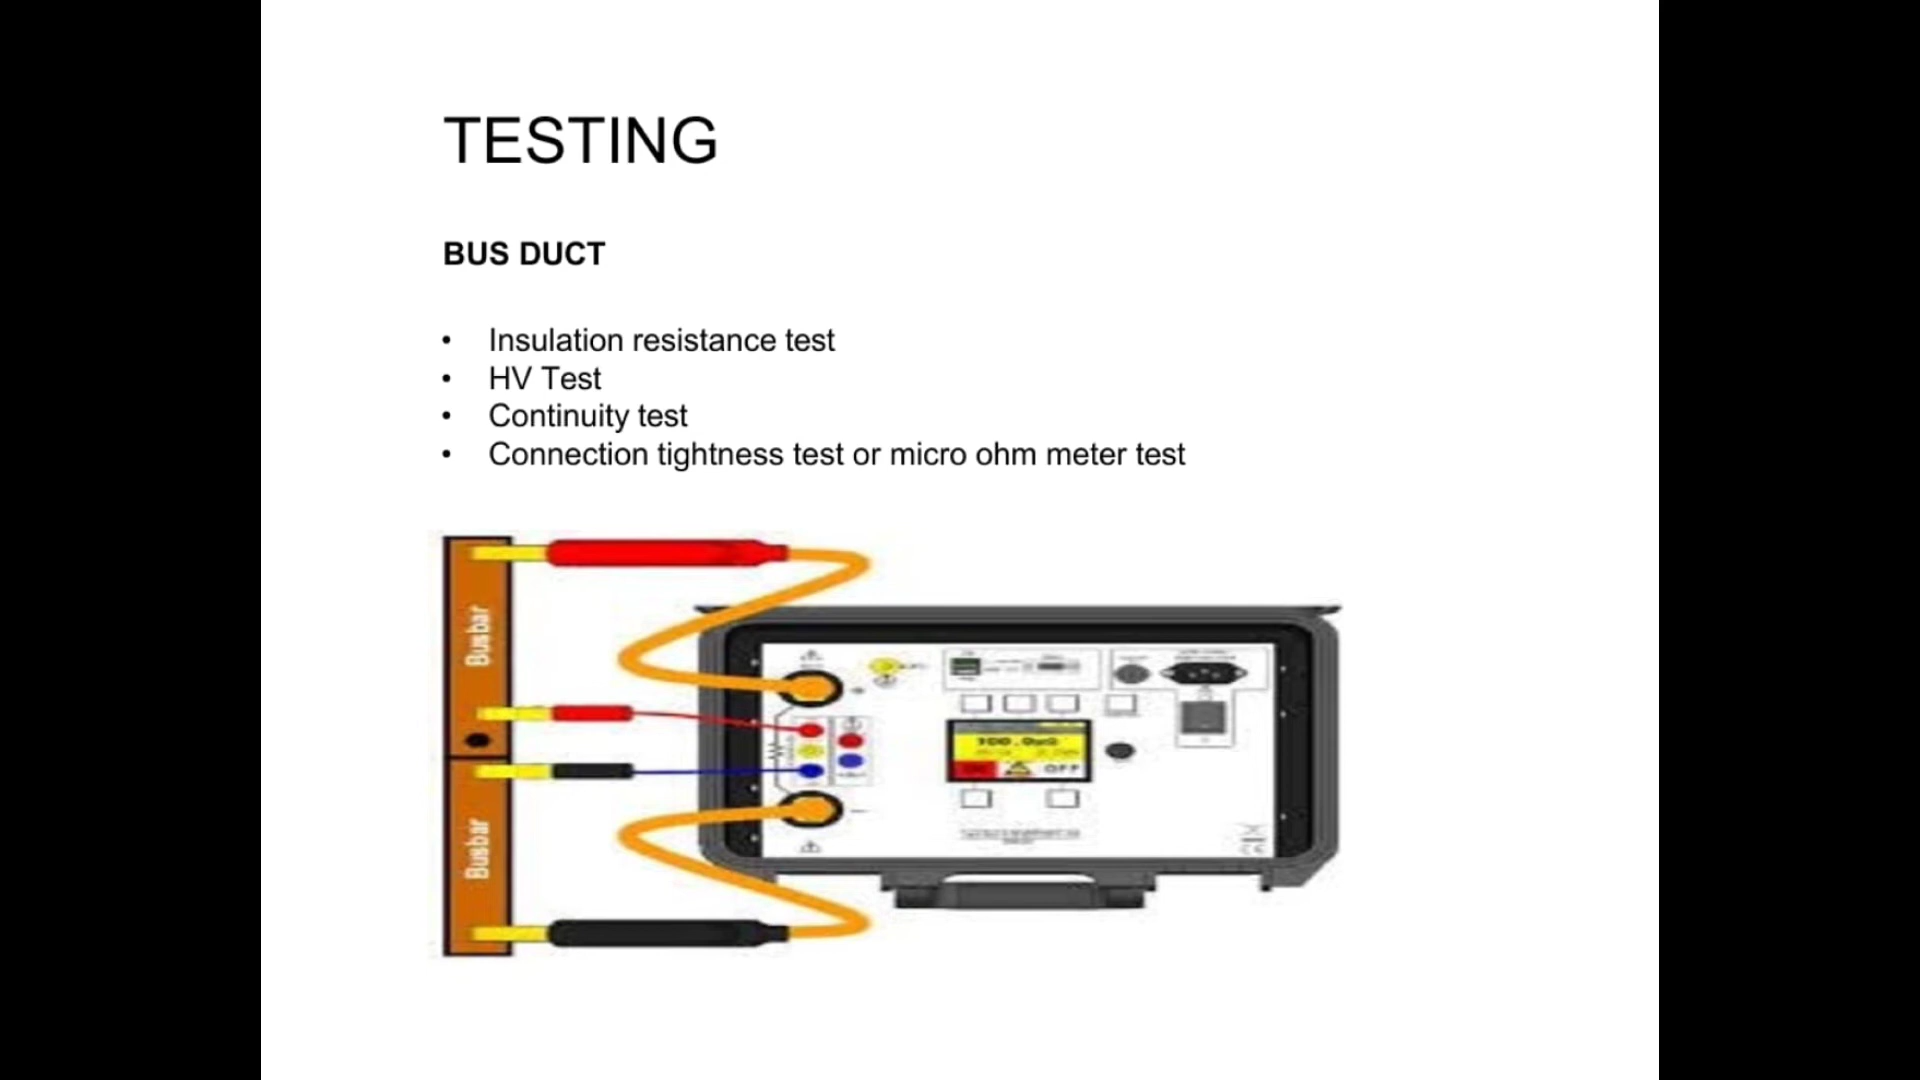 TESTING
BUS DUCT
• Insulation resistance test
• HV Test
• Continuity test
• Connection tightness test or micro ohm meter test
Busbar
Busbar
OFF